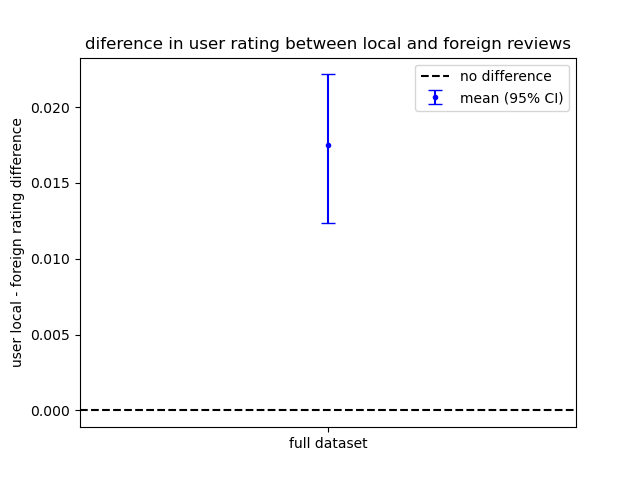 diference in user rating between local and foreign reviews
no difference
mean (95% CI)
user local - foreign rating difference
0.020
0.015
0.010
0.005
0.000
full dataset